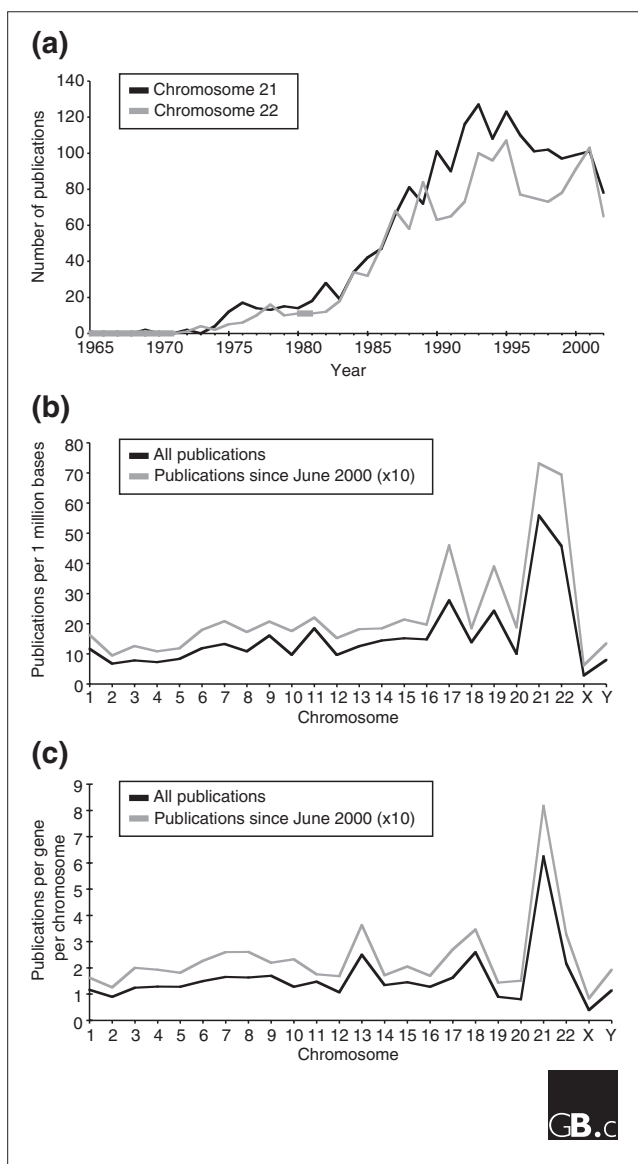 (a)
140
120
100
80
60
40
20
0
Number of publications
Chromosome 21
Chromosome 22
1965 1970 1975 1980 1985 1990 1995 2000
Year
(b)
80
70
60
50
40
30
20
10
0
Publications per 1 million bases
All publications
Publications since June 2000 (x10)
1 2 3 4 5 6 7 8 9 10 11 12 13 14 15 16 17 18 19 20 21 22 X Y
Chromosome
(c)
9
8
7
6
5
4
3
2
1
0
Publications per gene
per chromosome
All publications
Publications since June 2000 (x10)
1 2 3 4 5 6 7 8 9 10 11 12 13 14 15 16 17 18 19 20 21 22 X Y
Chromosome
GB.c